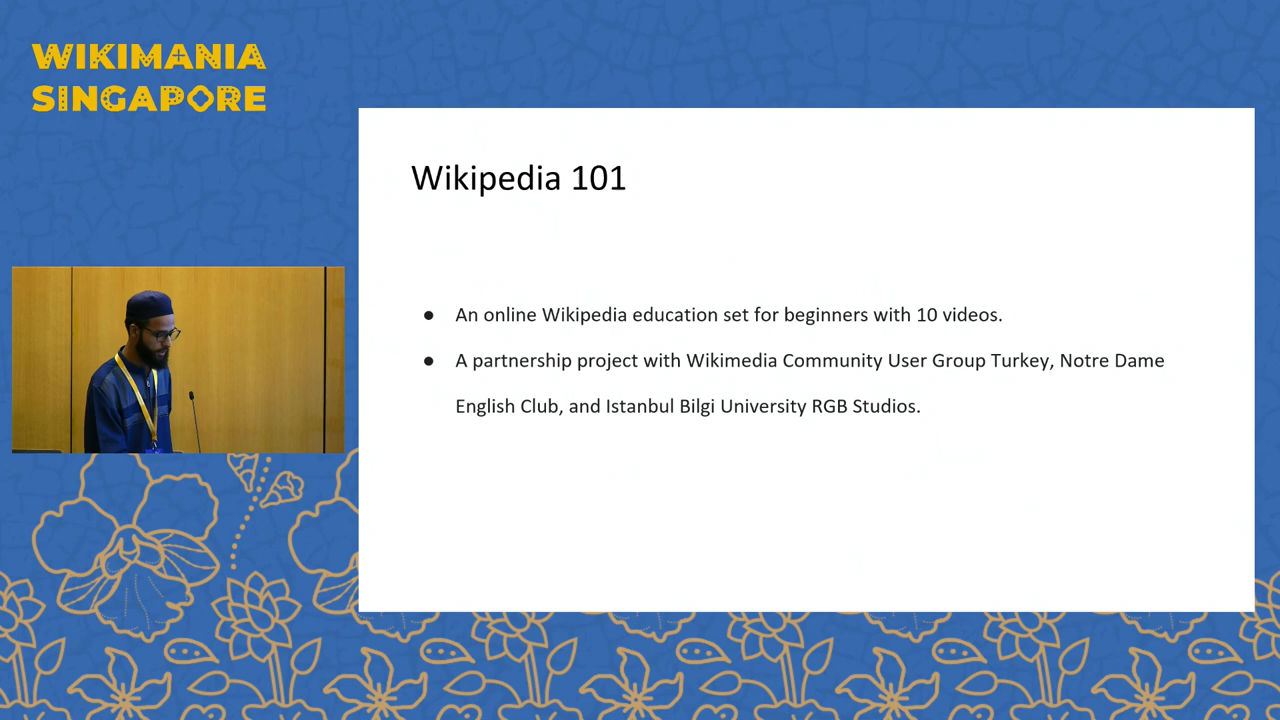 WIKIMANIA
SINGAPORE
Wikipedia 101
● An online Wikipedia education set for beginners with 10 videos.
● A partnership project with Wikimedia Community User Group Turkey, Notre Dame
English Club, and Istanbul Bilgi University RGB Studios.